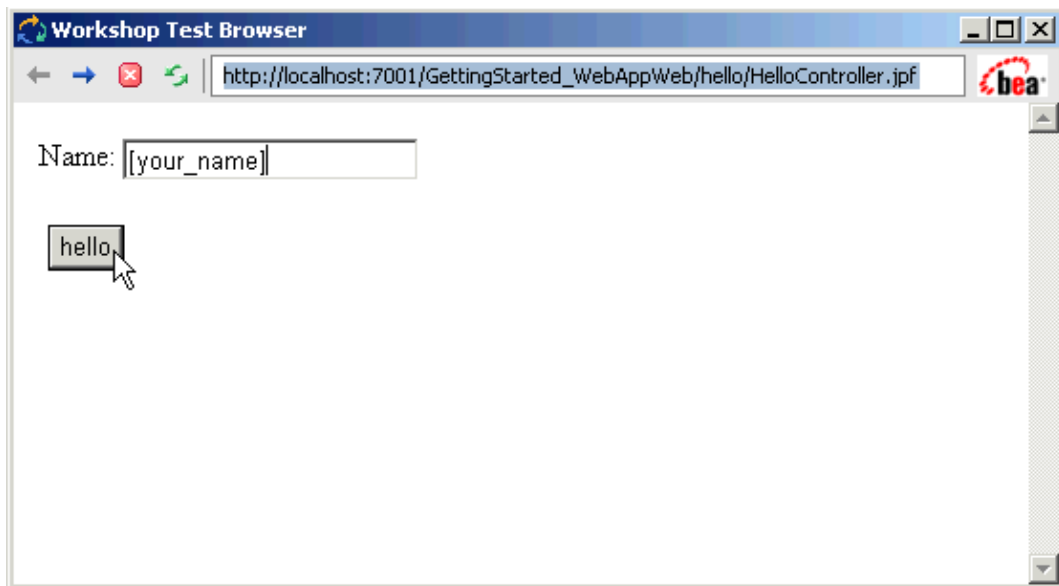 Workshop Test Browser
http://localhost:7001/GettingStarted_WebAppWeb/hello/HelloController.jpf
bea
Name: [your_name]
hello